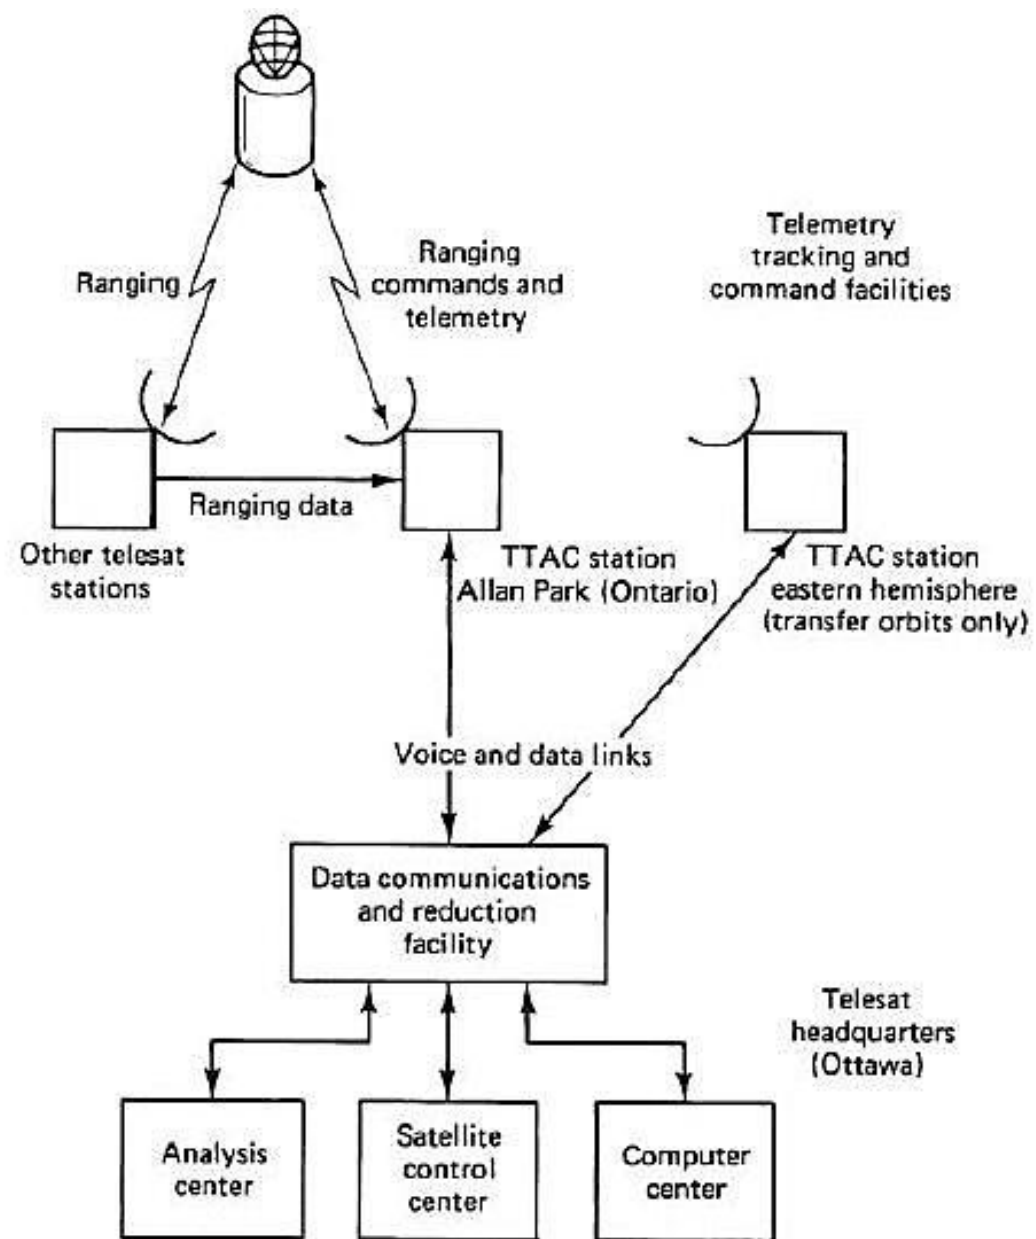 Ranging
Ranging
commands and
telemetry
Telemetry
tracking and
command facilities
Ranging data
Other telesat
stations
TTAC station
Allan Park (Ontario)
TTAC station
eastern hemisphere
(transfer orbits only)
Voice and data links
Data communications
and reduction
facility
Telesat
headquarters
(Ottawa)
Analysis
center
Satellite
control
center
Computer
center